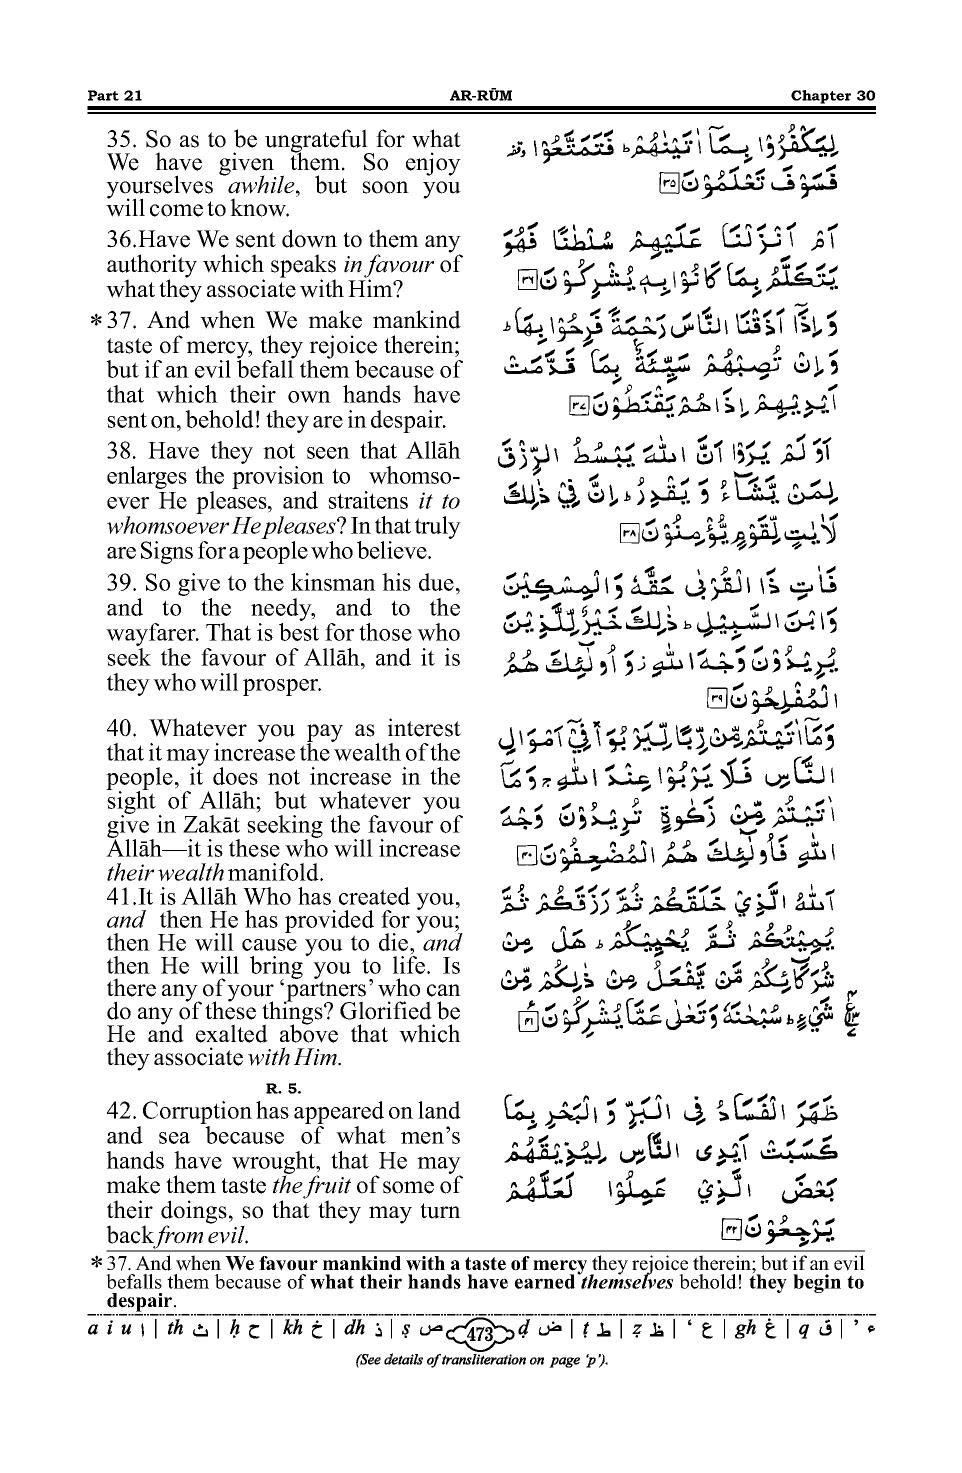 Part 21 AR-RŪM Chapter 30
35. So as to be ungrateful for what
We have given them. So enjoy
yourselves awhile, but soon you
will come to know.
لِيَكْفُرُوْا بِمَاۤ اٰتَيْنٰهُمْ ؕ فَتَمَتَّعُوْا ٝ
فَسَوْفَ تَعْلَمُوْنَ ۳۵
36.Have We sent down to them any
authority which speaks in favour of
what they associate with Him?
اَمْ اَنْزَلْنَا عَلَيْهِمْ سُلْطٰنًا فَهُوَ
يَتَكَلَّمُ بِمَا كَانُوْا بِهٖ يُشْرِكُوْنَ ۳۶
*37. And when We make mankind
taste of mercy, they rejoice therein;
but if an evil befall them because of
that which their own hands have
sent on, behold! they are in despair.
وَ اِذَاۤ اَذَقْنَا النَّاسَ رَحْمَةً فَرِحُوْا بِهَا ؕ
وَ اِنْ تُصِبْهُمْ سَيِّئَةٌۢ بِمَا قَدَّمَتْ
اَيْدِيْهِمْ اِذَا هُمْ يَقْنَطُوْنَ ۳۷
38. Have they not seen that Allāh
enlarges the provision to whomso-
ever He pleases, and straitens it to
whomsoever He pleases? In that truly
are Signs for a people who believe.
اَوَ لَمْ يَرَوْا اَنَّ اللّٰهَ يَبْسُطُ الرِّزْقَ
لِمَنْ يَّشَآءُ وَ يَقْدِرُ ؕ اِنَّ فِيْ ذٰلِكَ
لَاٰيٰتٍ لِّقَوْمٍ يُّؤْمِنُوْنَ ۳۸
39. So give to the kinsman his due,
and to the needy, and to the
wayfarer. That is best for those who
seek the favour of Allāh, and it is
they who will prosper.
فَاٰتِ ذَا الْقُرْبٰى حَقَّهٗ وَ الْمِسْكِيْنَ
وَ ابْنَ السَّبِيْلِ ؕ ذٰلِكَ خَيْرٌ لِّلَّذِيْنَ
يُرِيْدُوْنَ وَجْهَ اللّٰهِ ز وَ اُولٰٓئِكَ هُمُ
الْمُفْلِحُوْنَ ۳۹
40. Whatever you pay as interest
that it may increase the wealth of the
people, it does not increase in the
sight of Allāh; but whatever you
give in Zakāt seeking the favour of
Allāh—it is these who will increase
their wealth manifold.
وَمَاۤ اٰتَيْتُمْ مِّنْ رِّبًا لِّيَرْبُوَا۠ فِيْۤ اَمْوَالِ
النَّاسِ فَلَا يَرْبُوْا عِنْدَ اللّٰهِ ۚ وَ مَاۤ
اٰتَيْتُمْ مِّنْ زَكٰوةٍ تُرِيْدُوْنَ وَجْهَ
اللّٰهِ فَاُولٰٓئِكَ هُمُ الْمُضْعِفُوْنَ ۴۰
41.It is Allāh Who has created you,
and then He has provided for you;
then He will cause you to die, and
then He will bring you to life. Is
there any of your ‘partners’ who can
do any of these things? Glorified be
He and exalted above that which
they associate with Him.
اَللّٰهُ الَّذِيْ خَلَقَكُمْ ثُمَّ رَزَقَكُمْ ثُمَّ
يُمِيْتُكُمْ ثُمَّ يُحْيِيْكُمْ ؕ هَلْ مِنْ
شُرَكَآئِكُمْ مَّنْ يَّفْعَلُ مِنْ ذٰلِكُمْ مِّنْ
شَيْءٍ ؕ سُبْحٰنَهٗ وَ تَعٰلٰى عَمَّا يُشْرِكُوْنَ ۴۱
R. 5.
42. Corruption has appeared on land
and sea because of what men’s
hands have wrought, that He may
make them taste the fruit of some of
their doings, so that they may turn
back from evil.
ظَهَرَ الْفَسَادُ فِى الْبَرِّ وَ الْبَحْرِ بِمَا
كَسَبَتْ اَيْدِى النَّاسِ لِيُذِيْقَهُمْ
بَعْضَ الَّذِيْ عَمِلُوْا لَعَلَّهُمْ
يَرْجِعُوْنَ ۴۲
*37. And when We favour mankind with a taste of mercy they rejoice therein; but if an evil
befalls them because of what their hands have earned themselves behold! they begin to
despair.
a i u ا | th ث | ḥ ح | kh خ | dh ذ | ṣ ص 473 ḍ ض | ṭ ط | ẓ ظ | ‘ ع | gh غ | q ق | ’ ء
(See details of transliteration on page ‘p’).